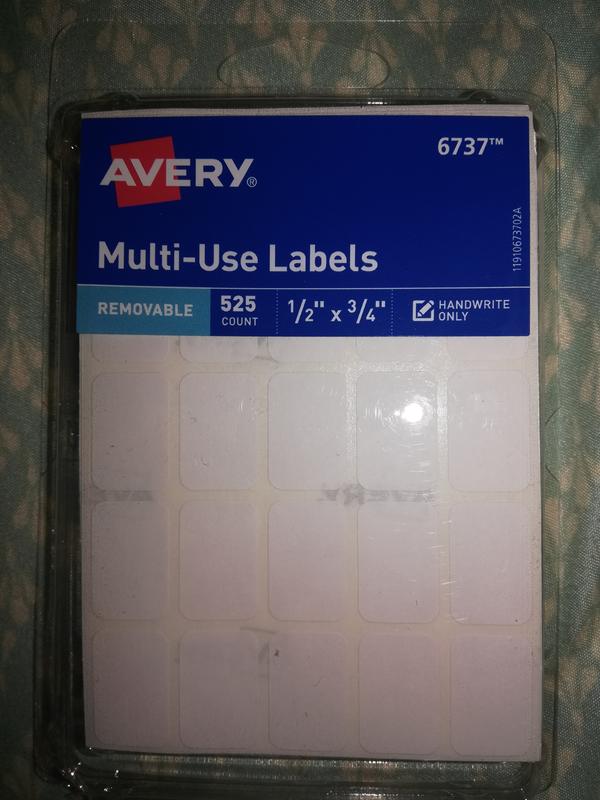 6737™
AVERY®
11910673702A
Multi-Use Labels
REMOVABLE
525
COUNT
1/2" x 3/4"
HANDWRITE
ONLY